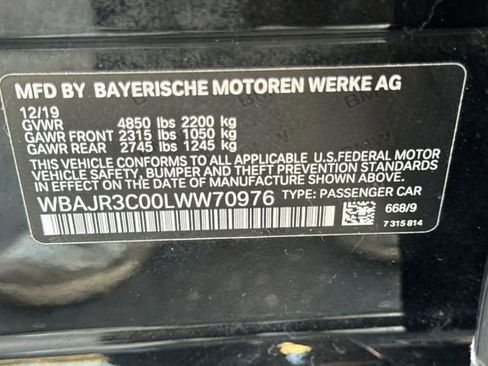 MFD BY BAYERISCHE MOTOREN WERKE AG
12/19
GVWR 4850 lbs 2200 kg
GAWR FRONT 2315 lbs 1050 kg
GAWR REAR 2745 lbs 1245 kg
THIS VEHICLE CONFORMS TO ALL APPLICABLE U.S.FEDERAL MOTOR
VEHICLE SAFETY, BUMPER, AND THEFT PREVENTION STANDARDS
IN EFFECT ON THE DATE OF MANUFACTURE SHOWN ABOVE.
WBAJR3C00LWW70976 TYPE: PASSENGER CAR
668/9
7 315 814